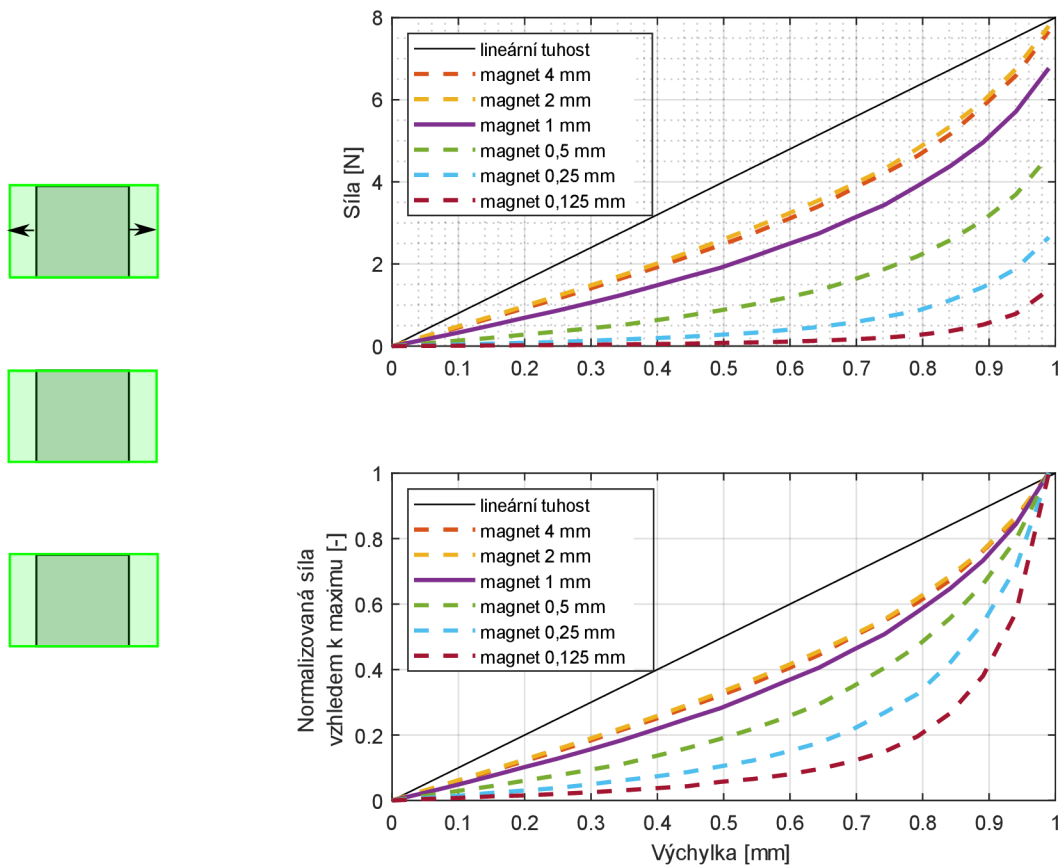 8
6
4
2
0
Síla [N]
lineární tuhost
magnet 4 mm
magnet 2 mm
magnet 1 mm
magnet 0,5 mm
magnet 0,25 mm
magnet 0,125 mm
0 0.1 0.2 0.3 0.4 0.5 0.6 0.7 0.8 0.9 1
1
0.8
0.6
0.4
0.2
0
Normalizovaná síla
vzhledem k maximu [-]
lineární tuhost
magnet 4 mm
magnet 2 mm
magnet 1 mm
magnet 0,5 mm
magnet 0,25 mm
magnet 0,125 mm
0 0.1 0.2 0.3 0.4 0.5 0.6 0.7 0.8 0.9 1
Výchylka [mm]